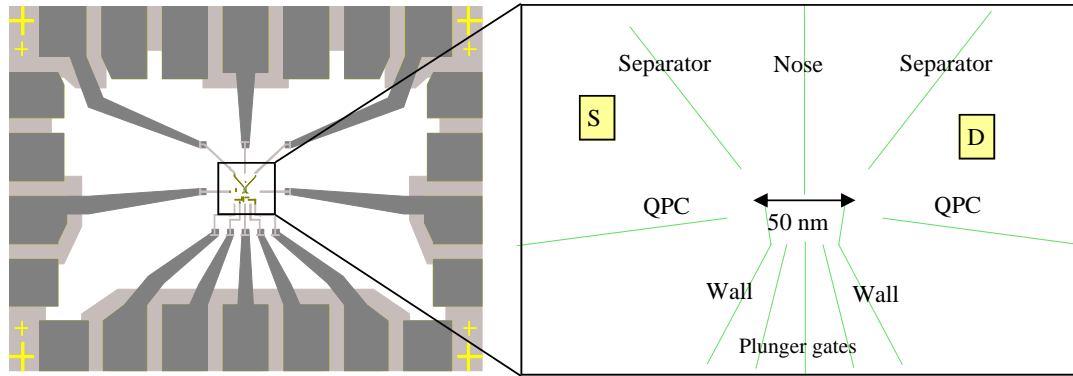 Separator
Nose
Separator
S
D
QPC
50 nm
QPC
Wall
Wall
Plunger gates